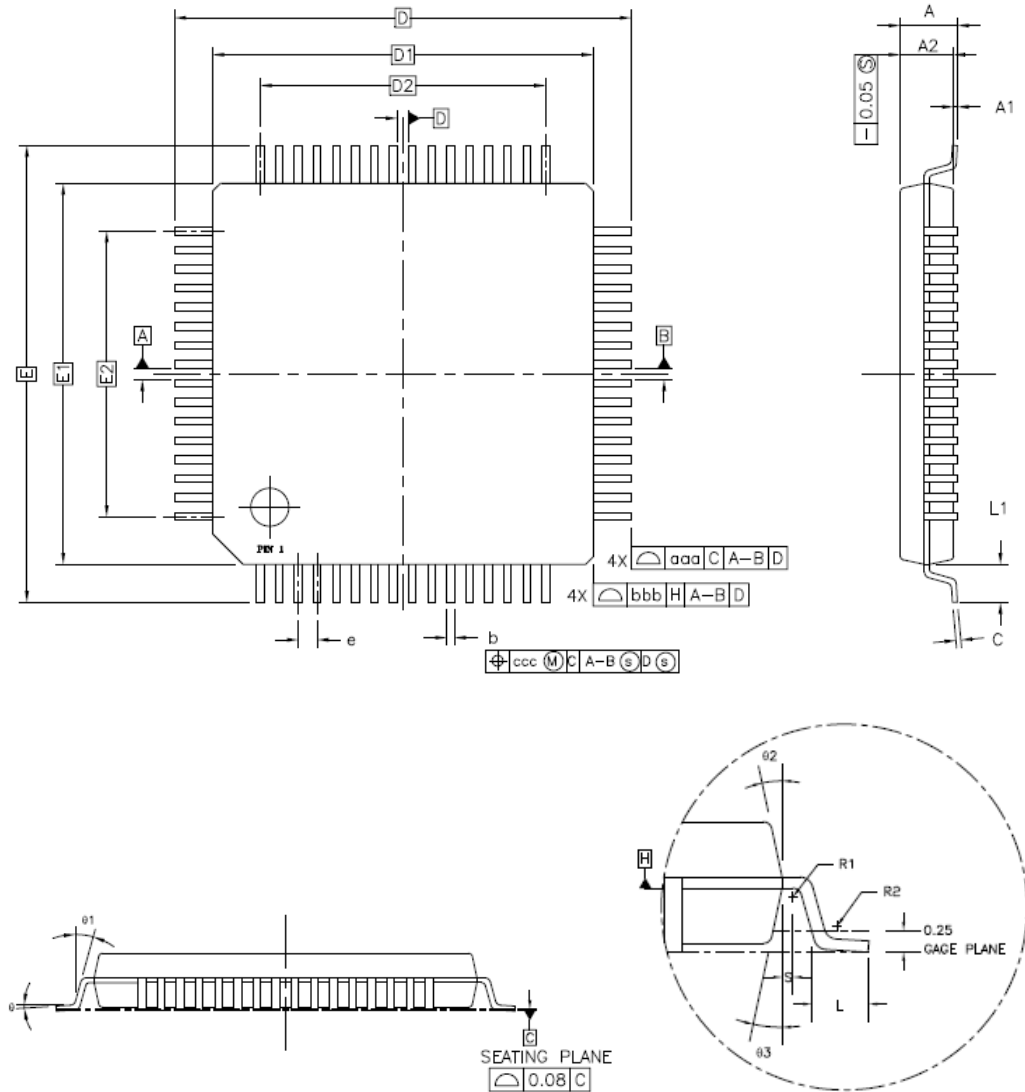 D
D1
D2
D
A
A2
A1
– 0.05 Ⓢ
E
E1
E2
A
B
PIN 1
L1
C
4X ⌓ aaa C A–B D
4X ⌓ bbb H A–B D
e
b
⌖ ccc Ⓜ C A–B ⓢ D ⓢ
θ2
H
R1
R2
0.25
GAGE PLANE
S
L
θ3
θ1
θ
C
SEATING PLANE
⌓ 0.08 C